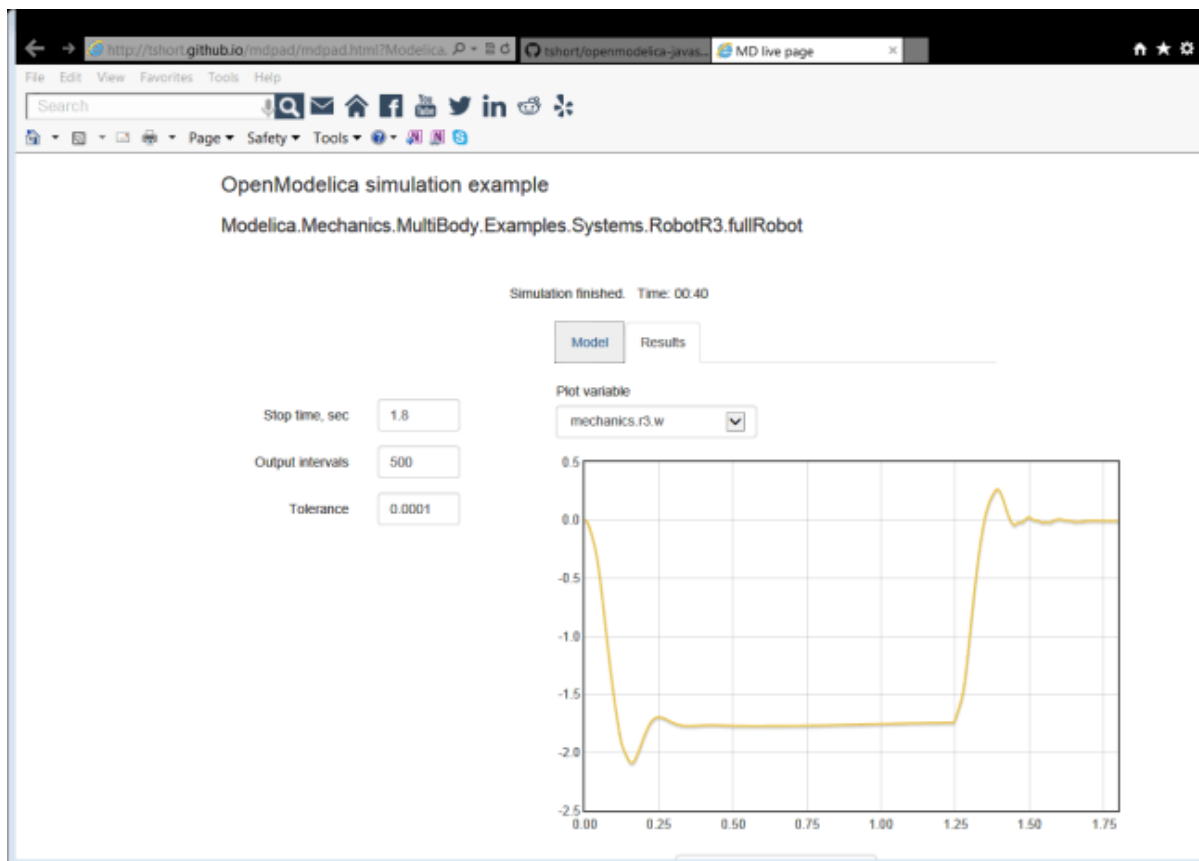 http://tshort.github.io/mdpad/mdpad.html?Modelica. tshort/openmodelica-javas... MD live page
File Edit View Favorites Tools Help
Search You Tube in
Page Safety Tools
OpenModelica simulation example
Modelica.Mechanics.MultiBody.Examples.Systems.RobotR3.fullRobot
Simulation finished. Time: 00:40
Model Results
Plot variable
Stop time, sec 1.8
mechanics.r3.w
Output intervals 500
Tolerance 0.0001
0.5
0.0
-0.5
-1.0
-1.5
-2.0
-2.5
0.00 0.25 0.50 0.75 1.00 1.25 1.50 1.75